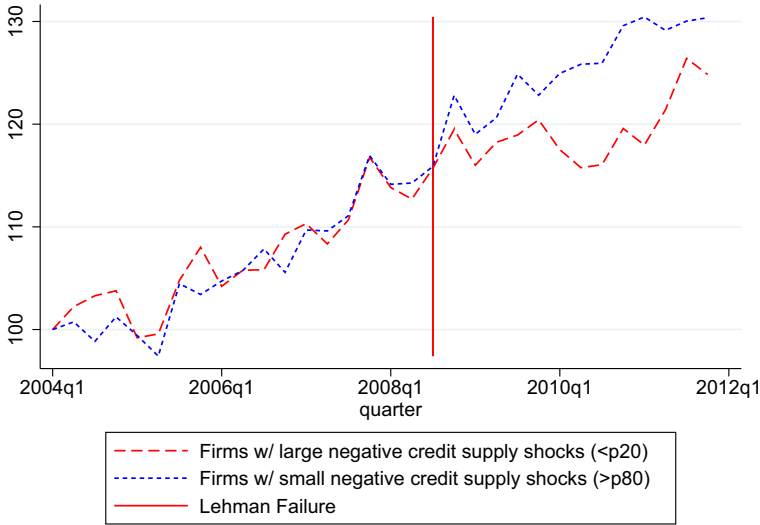 130
120
110
100
2004q1 2006q1 2008q1 2010q1 2012q1
quarter
Firms w/ large negative credit supply shocks (<p20)
Firms w/ small negative credit supply shocks (>p80)
Lehman Failure